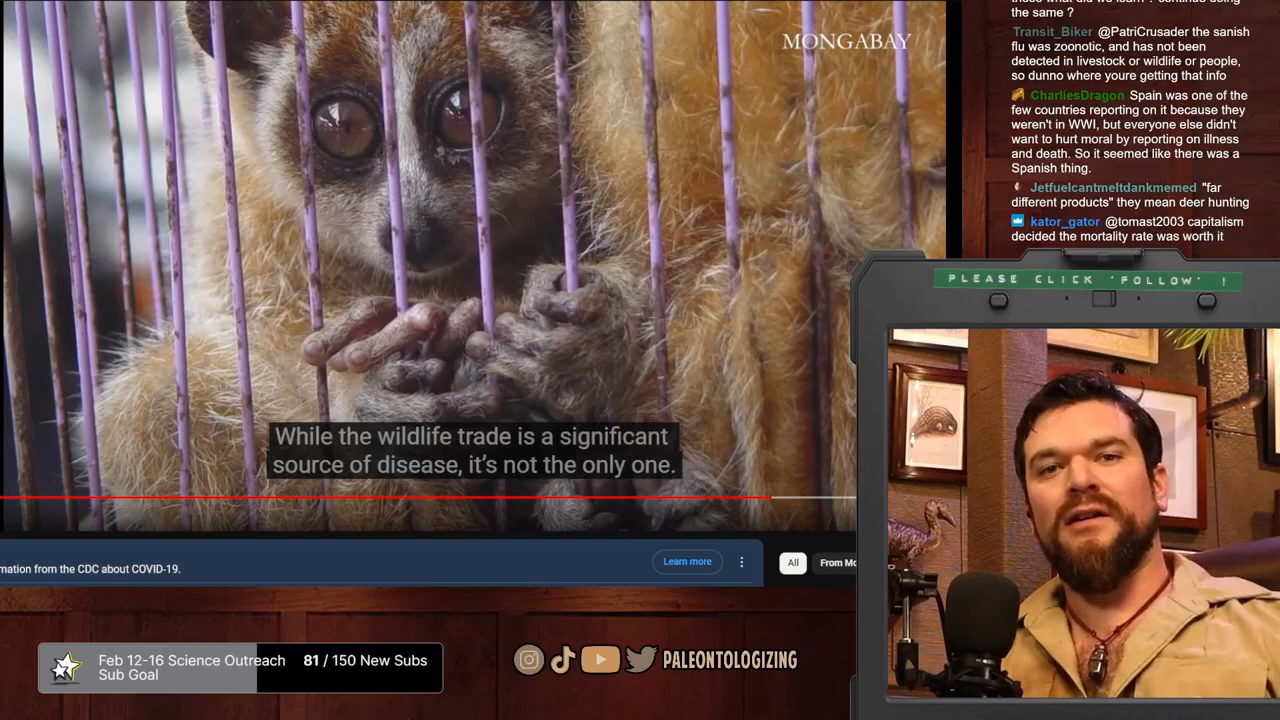 MONGABAY
While the wildlife trade is a significant
source of disease, it's not the only one.
mation from the CDC about COVID-19.
Learn more
All
From Mo
the same ?
Transit_Biker @PatriCrusader the sanish
flu was zoonotic, and has not been
detected in livestock or wildlife or people,
so dunno where youre getting that info
CharliesDragon Spain was one of the
few countries reporting on it because they
weren't in WWI, but everyone else didn't
want to hurt moral by reporting on illness
and death. So it seemed like there was a
Spanish thing.
Jetfuelcantmeltdankmemed "far
different products" they mean deer hunting
kator_gator @tomast2003 capitalism
decided the mortality rate was worth it
PLEASE CLICK 'FOLLOW' !
Feb 12-16 Science Outreach
Sub Goal
81 / 150 New Subs
PALEONTOLOGIZING